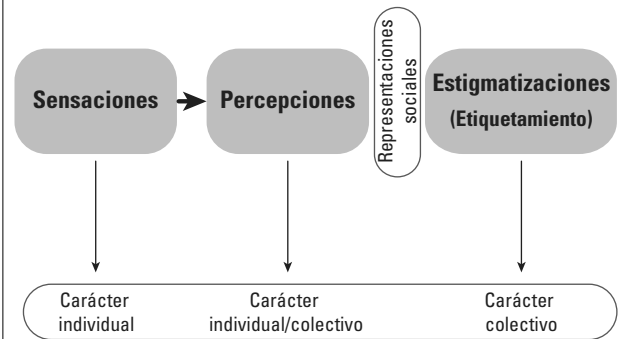 Sensaciones
Percepciones
Representaciones
sociales
Estigmatizaciones
(Etiquetamiento)
Carácter
individual
Carácter
individual/colectivo
Carácter
colectivo